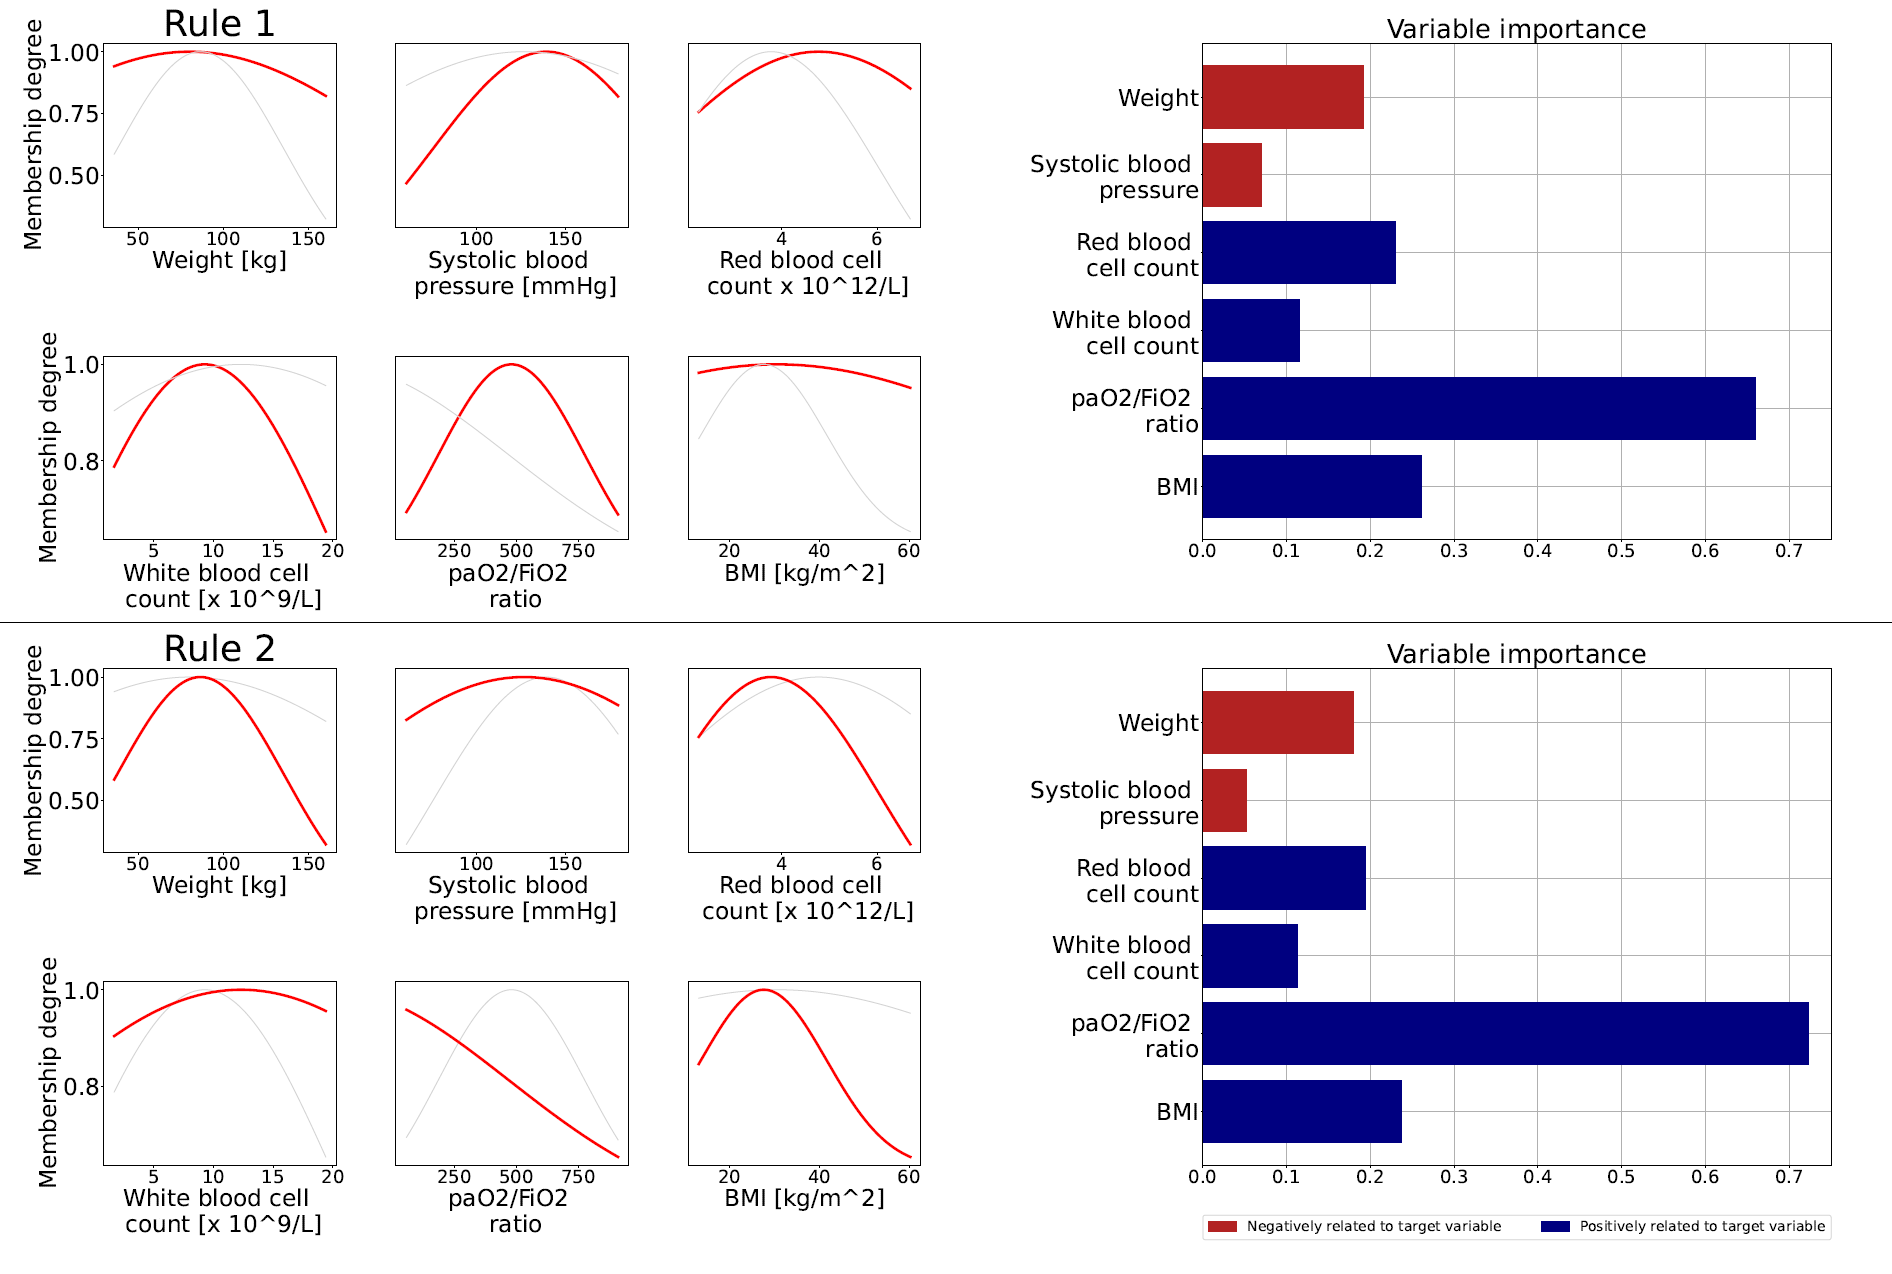 Rule 1
Membership degree
1.00
0.75
0.50
50 100 150
Weight [kg]
100 150
Systolic blood
pressure [mmHg]
4 6
Red blood cell
count x 10^12/L]
Membership degree
1.0
0.8
5 10 15 20
White blood cell
count [x 10^9/L]
250 500 750
paO2/FiO2
ratio
20 40 60
BMI [kg/m^2]
Variable importance
Weight
Systolic blood
pressure
Red blood
cell count
White blood
cell count
paO2/FiO2
ratio
BMI
0.0 0.1 0.2 0.3 0.4 0.5 0.6 0.7
Rule 2
Membership degree
1.00
0.75
0.50
50 100 150
Weight [kg]
100 150
Systolic blood
pressure [mmHg]
4 6
Red blood cell
count [x 10^12/L]
Membership degree
1.0
0.8
5 10 15 20
White blood cell
count [x 10^9/L]
250 500 750
paO2/FiO2
ratio
20 40 60
BMI [kg/m^2]
Variable importance
Weight
Systolic blood
pressure
Red blood
cell count
White blood
cell count
paO2/FiO2
ratio
BMI
0.0 0.1 0.2 0.3 0.4 0.5 0.6 0.7
Negatively related to target variable
Positively related to target variable